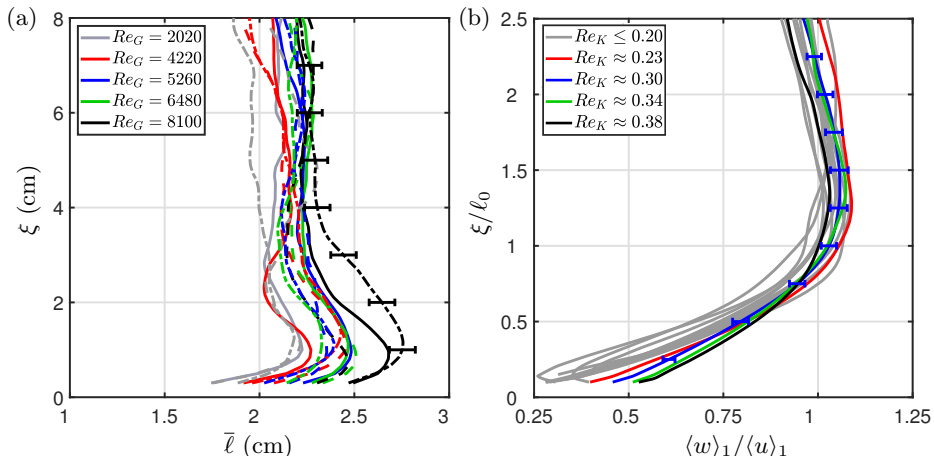 (a)
8
6
4
2
0
ξ (cm)
Re_G = 2020
Re_G = 4220
Re_G = 5260
Re_G = 6480
Re_G = 8100
1
1.5
2
2.5
3
ℓ̅ (cm)
(b)
2.5
2
1.5
1
0.5
0
ξ/ℓ₀
Re_K ≤ 0.20
Re_K ≈ 0.23
Re_K ≈ 0.30
Re_K ≈ 0.34
Re_K ≈ 0.38
0.25
0.5
0.75
1
1.25
⟨w⟩₁/⟨u⟩₁